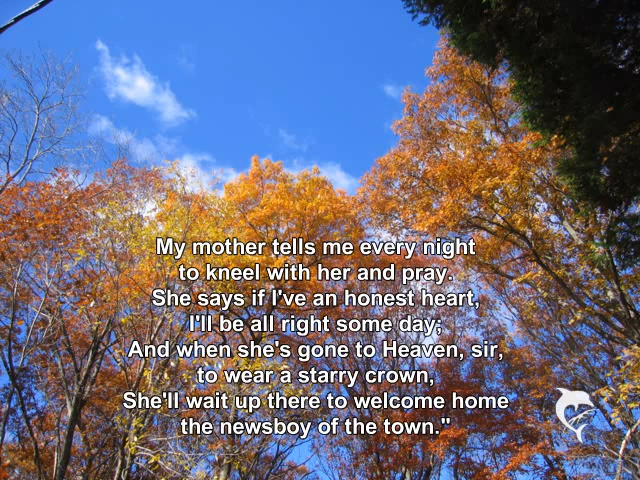 My mother tells me every night
to kneel with her and pray.
She says if I've an honest heart,
I'll be all right some day;
And when she's gone to Heaven, sir,
to wear a starry crown,
She'll wait up there to welcome home
the newsboy of the town."